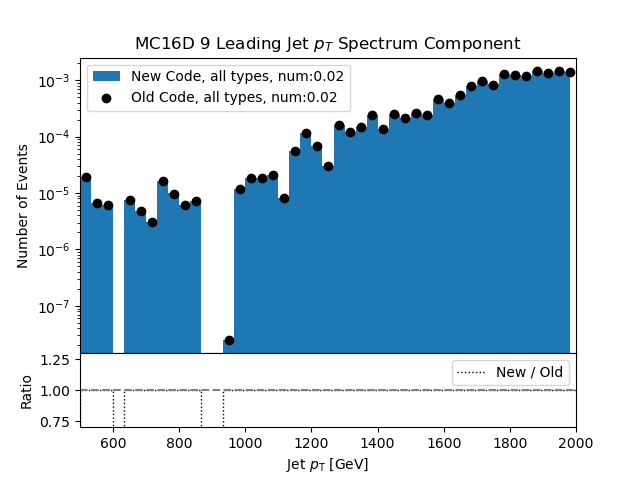 MC16D 9 Leading Jet $p_T$ Spectrum Component
New Code, all types, num:0.02
Old Code, all types, num:0.02
Number of Events
10⁻³
10⁻⁴
10⁻⁵
10⁻⁶
10⁻⁷
New / Old
Ratio
1.25
1.00
0.75
600 800 1000 1200 1400 1600 1800 2000
Jet $p_T$ [GeV]